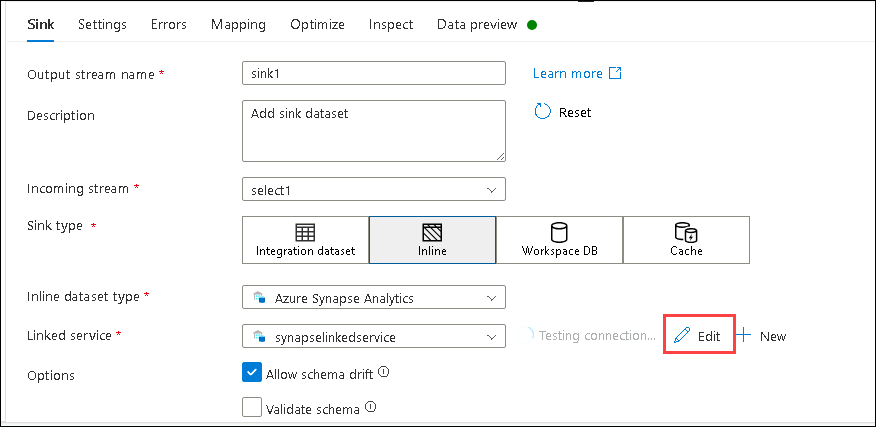 Sink Settings Errors Mapping Optimize Inspect Data preview
Output stream name * sink1 Learn more
Description Add sink dataset Reset
Incoming stream * select1
Sink type * Integration dataset Inline Workspace DB Cache
Inline dataset type * Azure Synapse Analytics
Linked service * synapselinkedservice Testing connection... Edit New
Options Allow schema drift
Validate schema